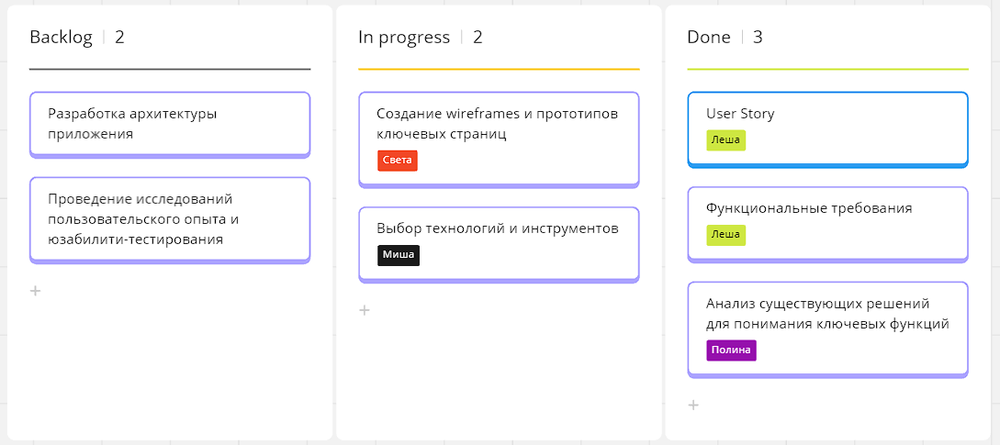 Backlog | 2
Разработка архитектуры
приложения
Проведение исследований
пользовательского опыта и
юзабилити-тестирования
+
In progress | 2
Создание wireframes и прототипов
ключевых страниц
Света
Выбор технологий и инструментов
Миша
+
Done | 3
User Story
Леша
Функциональные требования
Леша
Анализ существующих решений
для понимания ключевых функций
Полина
+